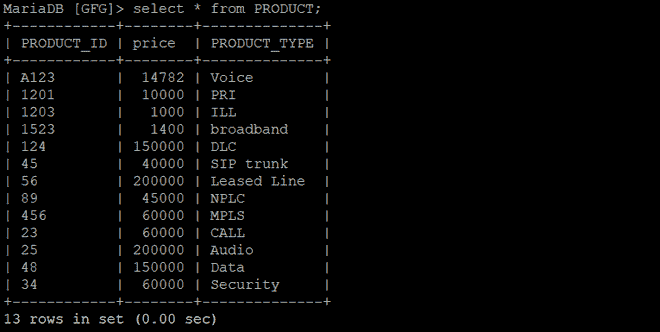 MariaDB [GFG]> select * from PRODUCT;
+------------+--------+--------------+
| PRODUCT_ID | price  | PRODUCT_TYPE |
+------------+--------+--------------+
| A123       |  14782 | Voice        |
| 1201       |  10000 | PRI          |
| 1203       |   1000 | ILL          |
| 1523       |   1400 | broadband    |
| 124        | 150000 | DLC          |
| 45         |  40000 | SIP trunk    |
| 56         | 200000 | Leased Line  |
| 89         |  45000 | NPLC         |
| 456        |  60000 | MPLS         |
| 23         |  60000 | CALL         |
| 25         | 200000 | Audio        |
| 48         | 150000 | Data         |
| 34         |  60000 | Security     |
+------------+--------+--------------+
13 rows in set (0.00 sec)